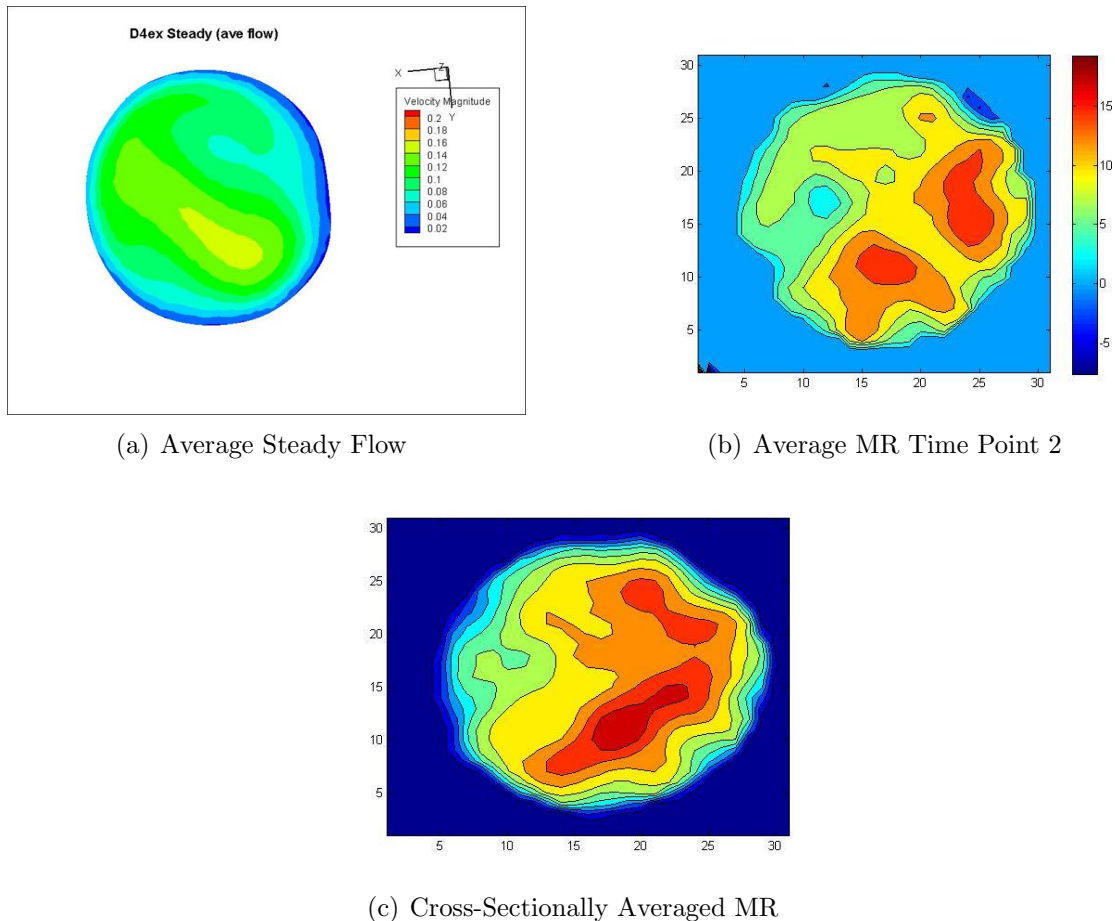 D4ex Steady (ave flow)
X
Z
Y
Velocity Magnitude
0.2
0.18
0.16
0.14
0.12
0.1
0.08
0.06
0.04
0.02
30
25
20
15
10
5
5 10 15 20 25 30
15
10
5
0
-5
(a) Average Steady Flow
(b) Average MR Time Point 2
30
25
20
15
10
5
5 10 15 20 25 30
(c) Cross-Sectionally Averaged MR